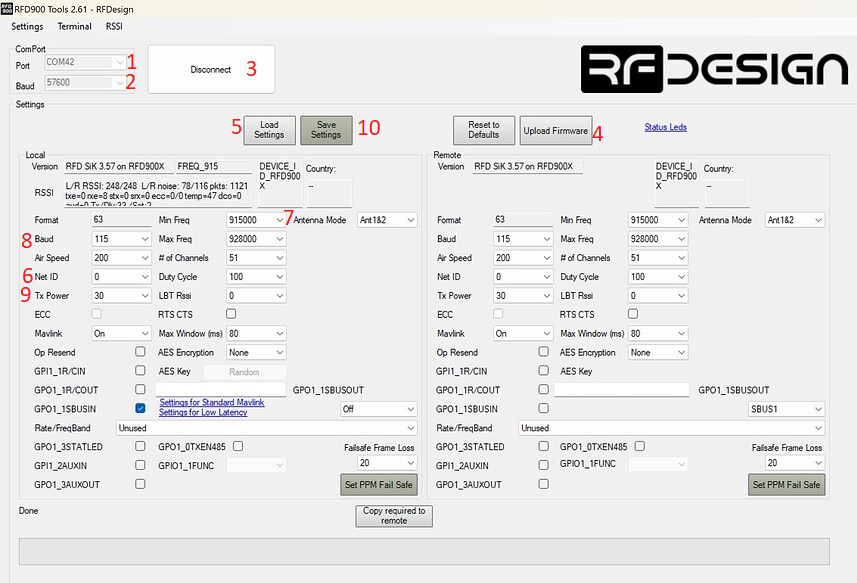 RFD900 Tools 2.61 - RFDesign
Settings Terminal RSSI
ComPort
Port COM42 1
Baud 57600 2
Disconnect 3
RFDESIGN
Settings
5 Load Settings
Save Settings 10
Reset to Defaults
Upload Firmware 4
Status Leds
Local
Version RFD SiK 3.57 on RFD900X FREQ_915 DEVICE_ID_RFD900X Country: --
RSSI L/R RSSI: 248/248 L/R noise: 78/116 pkts: 1121
txe=0 rxe=8 stx=0 srx=0 ecc=0/0 temp=47 dco=0
Format 63 Min Freq 915000 7 Antenna Mode Ant1&2
8 Baud 115 Max Freq 928000
Air Speed 200 # of Channels 51
6 Net ID 0 Duty Cycle 100
9 Tx Power 30 LBT Rssi 0
ECC RTS CTS
Mavlink On Max Window (ms) 80
Op Resend AES Encryption None
GPI1_1R/CIN AES Key Random
GPO1_1R/COUT GPO1_1SBUSOUT
GPO1_1SBUSIN Settings for Standard Mavlink Off
Settings for Low Latency
Rate/FreqBand Unused
GPO1_3STATLED GPO1_0TXEN485 Failsafe Frame Loss
GPI1_2AUXIN GPIO1_1FUNC 20
GPO1_3AUXOUT Set PPM Fail Safe
Remote
Version RFD SiK 3.57 on RFD900X DEVICE_ID_RFD900X Country: --
Format 63 Min Freq 915000 Antenna Mode Ant1&2
Baud 115 Max Freq 928000
Air Speed 200 # of Channels 51
Net ID 0 Duty Cycle 100
Tx Power 30 LBT Rssi 0
ECC RTS CTS
Mavlink On Max Window (ms) 80
Op Resend AES Encryption None
GPI1_1R/CIN AES Key
GPO1_1R/COUT GPO1_1SBUSOUT
GPO1_1SBUSIN SBUS1
Rate/FreqBand Unused
GPO1_3STATLED GPO1_0TXEN485 Failsafe Frame Loss
GPI1_2AUXIN GPIO1_1FUNC 20
GPO1_3AUXOUT Set PPM Fail Safe
Done
Copy required to remote